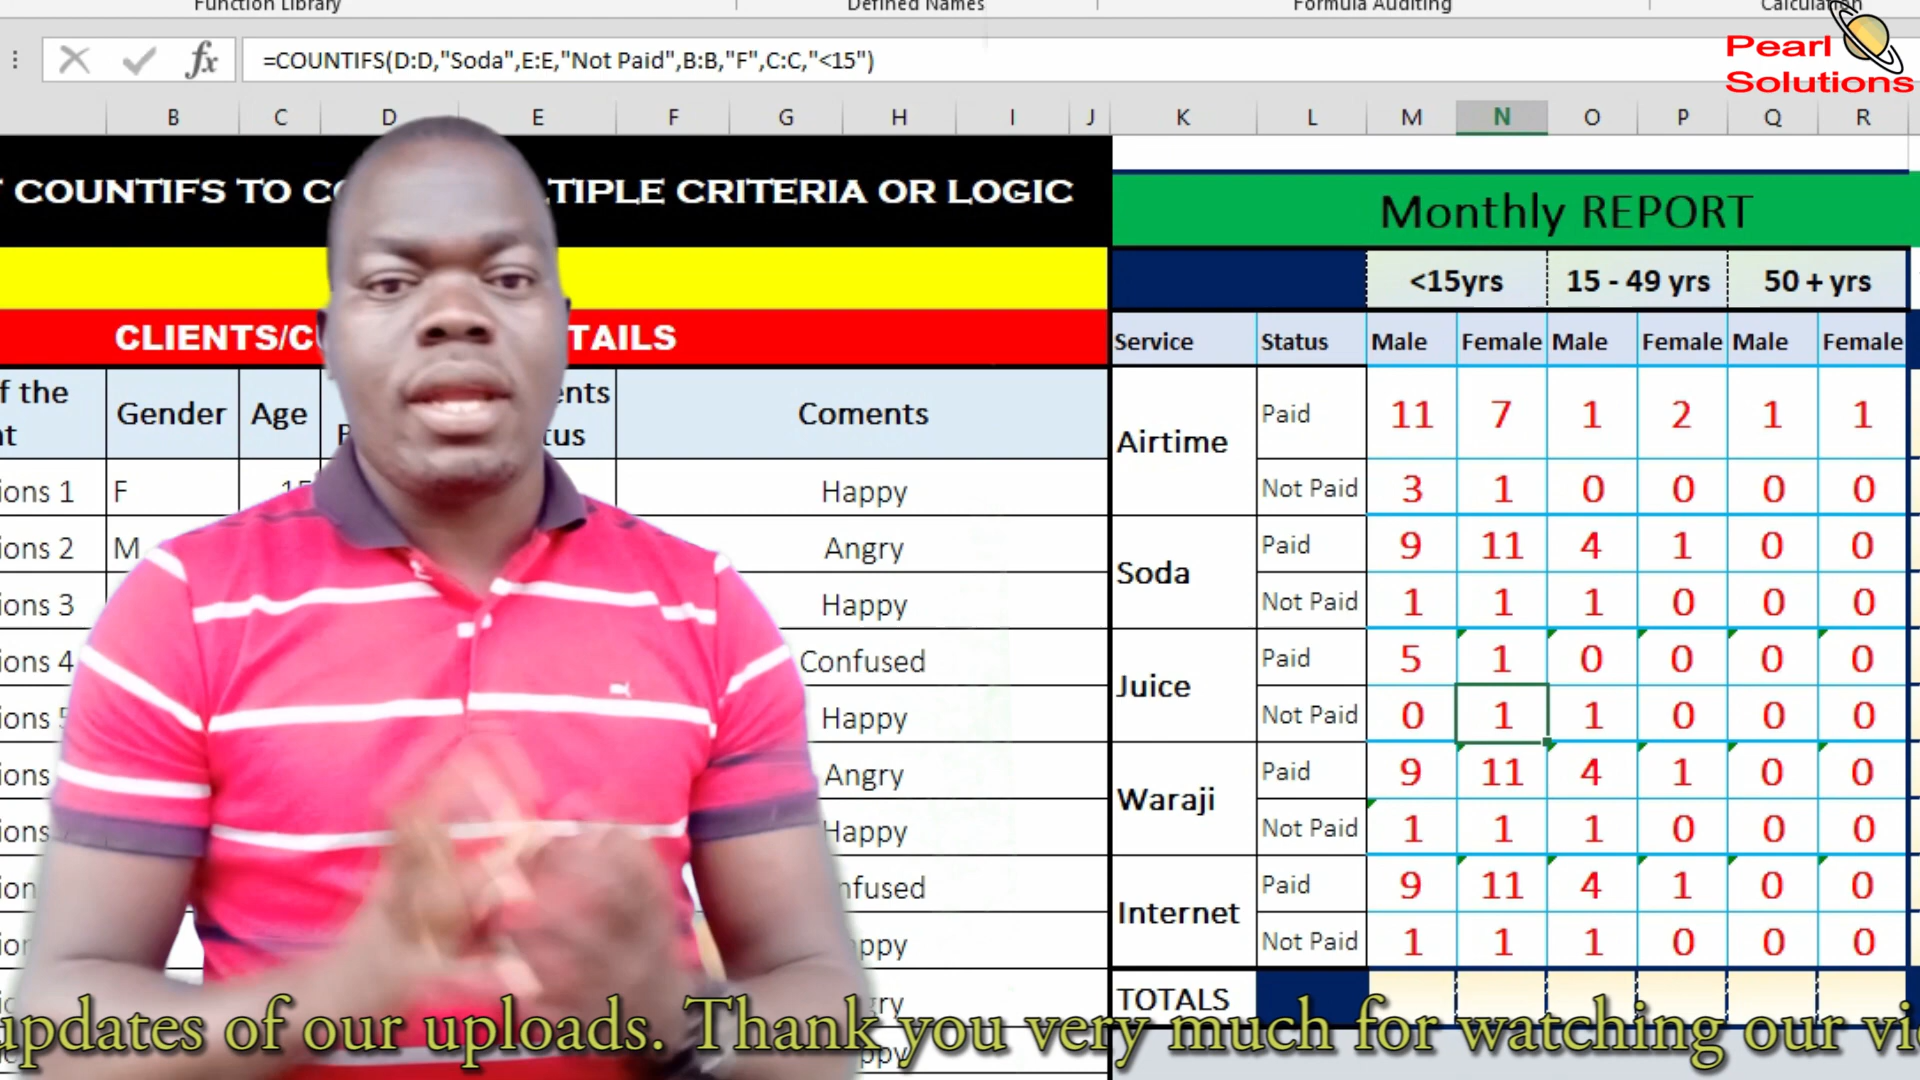 Function Library
Defined Names
Formula Auditing
Pearl
Solutions
fx
=COUNTIFS(D:D,"Soda",E:E,"Not Paid",B:B,"F",C:C,"<15")
B C D E F G H I J K L M N O P Q R
COUNTIFS TO TIPLE CRITERIA OR LOGIC
Monthly REPORT
<15yrs 15 - 49 yrs 50 + yrs
CLIENTS/C TAILS
Service Status Male Female Male Female Male Female
f the
Gender Age Coments
Airtime Paid 11 7 1 2 1 1
Not Paid 3 1 0 0 0 0
Soda Paid 9 11 4 1 0 0
Not Paid 1 1 1 0 0 0
Juice Paid 5 1 0 0 0 0
Not Paid 0 1 1 0 0 0
Waraji Paid 9 11 4 1 0 0
Not Paid 1 1 1 0 0 0
Internet Paid 9 11 4 1 0 0
Not Paid 1 1 1 0 0 0
TOTALS
ions 1 F 15 Happy
ions 2 M Angry
ions 3 Happy
ions 4 Confused
ions Happy
ions Angry
ions Happy
ion nfused
ion ppy
updates of our uploads. Thank you very much for watching our vi